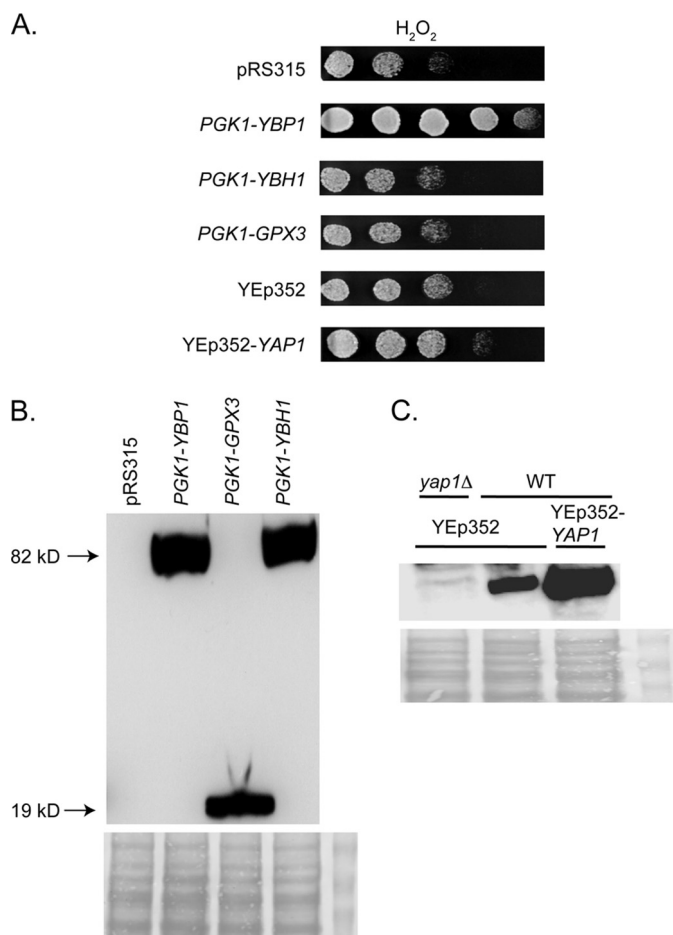 A.
H₂O₂
pRS315
PGK1-YBP1
PGK1-YBH1
PGK1-GPX3
YEp352
YEp352-YAP1
B.
pRS315
PGK1-YBP1
PGK1-GPX3
PGK1-YBH1
82 kD
19 kD
C.
yap1Δ
WT
YEp352
YEp352-
YAP1